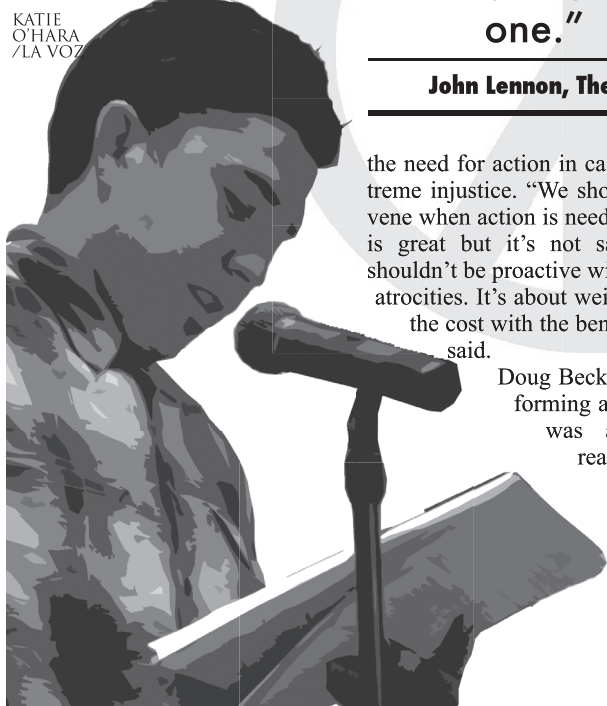 KATIE
O'HARA
/LA VOZ
one.”
John Lennon, The
the need for action in ca
treme injustice. “We sho
vene when action is need
is great but it’s not sa
shouldn’t be proactive wi
atrocities. It’s about wei
the cost with the ben
said.
Doug Beck
forming a
was a
rea